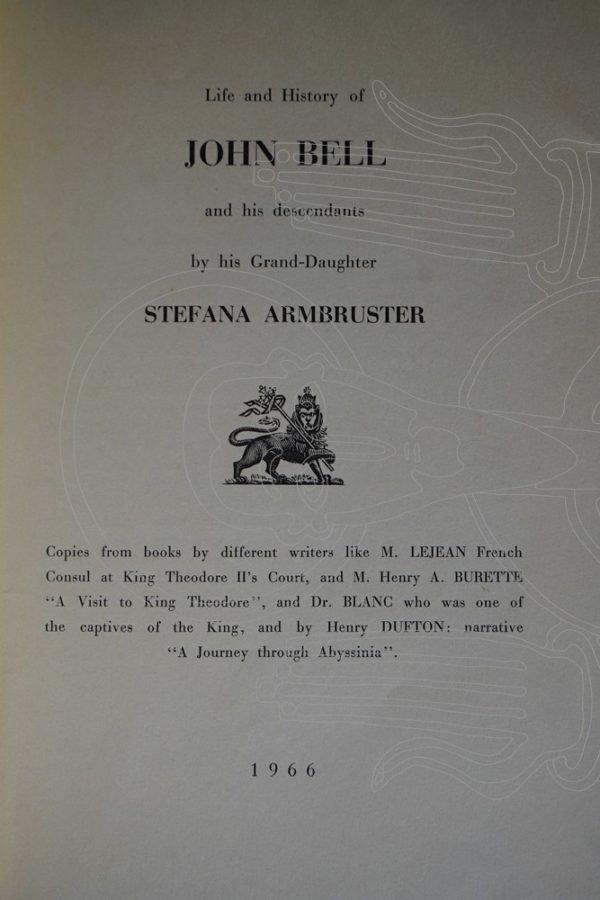 Life and History of
JOHN BELL
and his descendants
by his Grand-Daughter
STEFANA ARMBRUSTER
Copies from books by different writers like M. LEJEAN French
Consul at King Theodore II's Court, and M. Henry A. BURETTE
"A Visit to King Theodore", and Dr. BLANC who was one of
the captives of the King, and by Henry DUFTON: narrative
"A Journey through Abyssinia".
1966